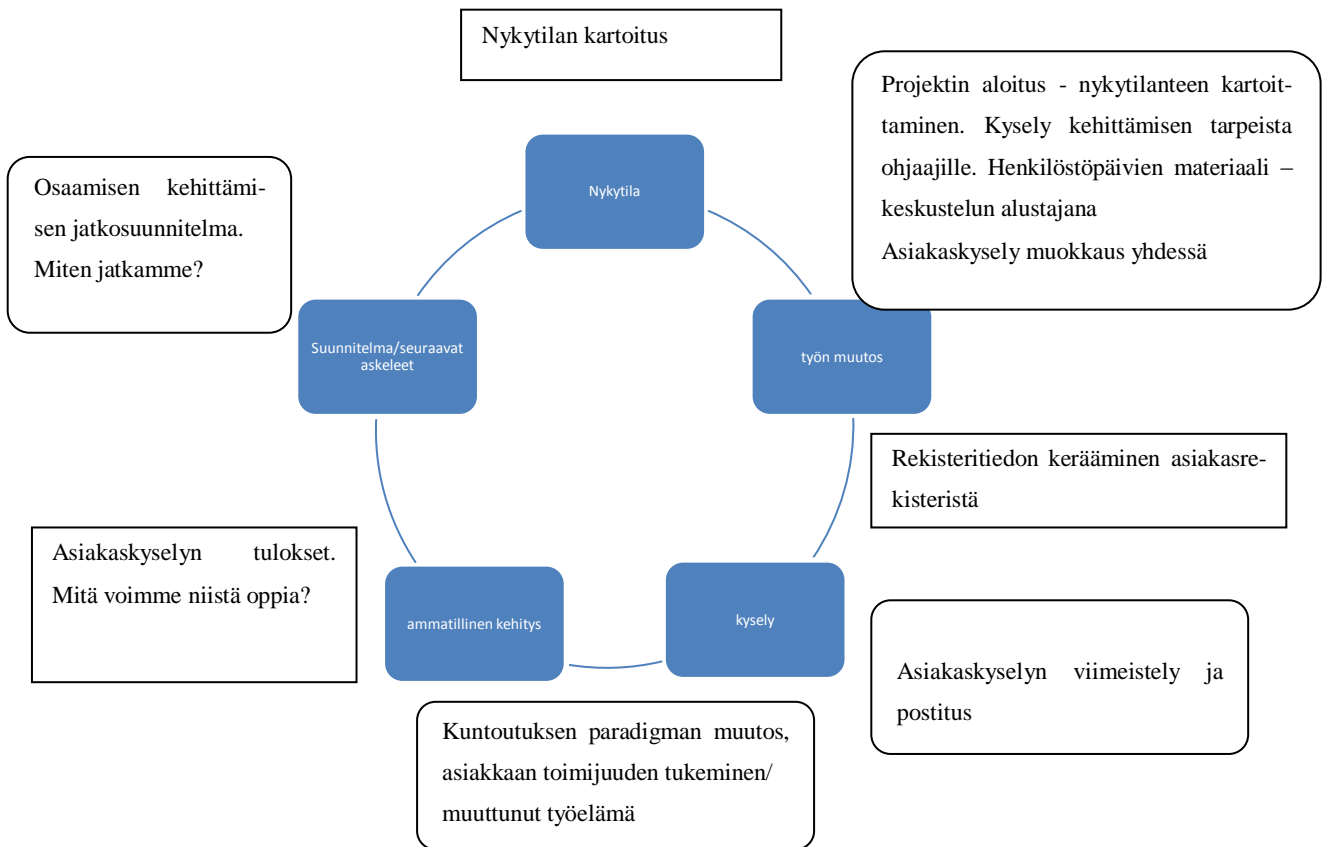 Nykytilan kartoitus
Projektin aloitus - nykytilanteen kartoit-
taminen. Kysely kehittämisen tarpeista
ohjaajille. Henkilöstöpäivien materiaali –
keskustelun alustajana
Asiakaskysely muokkaus yhdessä
Nykytila
Osaamisen kehittämi-
sen jatkosuunnitelma.
Miten jatkamme?
Suunnitelma/seuraavat
askeleet
työn muutos
Rekisteritiedon kerääminen asiakasre-
kisteristä
Asiakaskyselyn tulokset.
Mitä voimme niistä oppia?
ammatillinen kehitys
kysely
Asiakaskyselyn viimeistely ja
postitus
Kuntoutuksen paradigman muutos,
asiakkaan toimijuuden tukeminen/
muuttunut työelämä